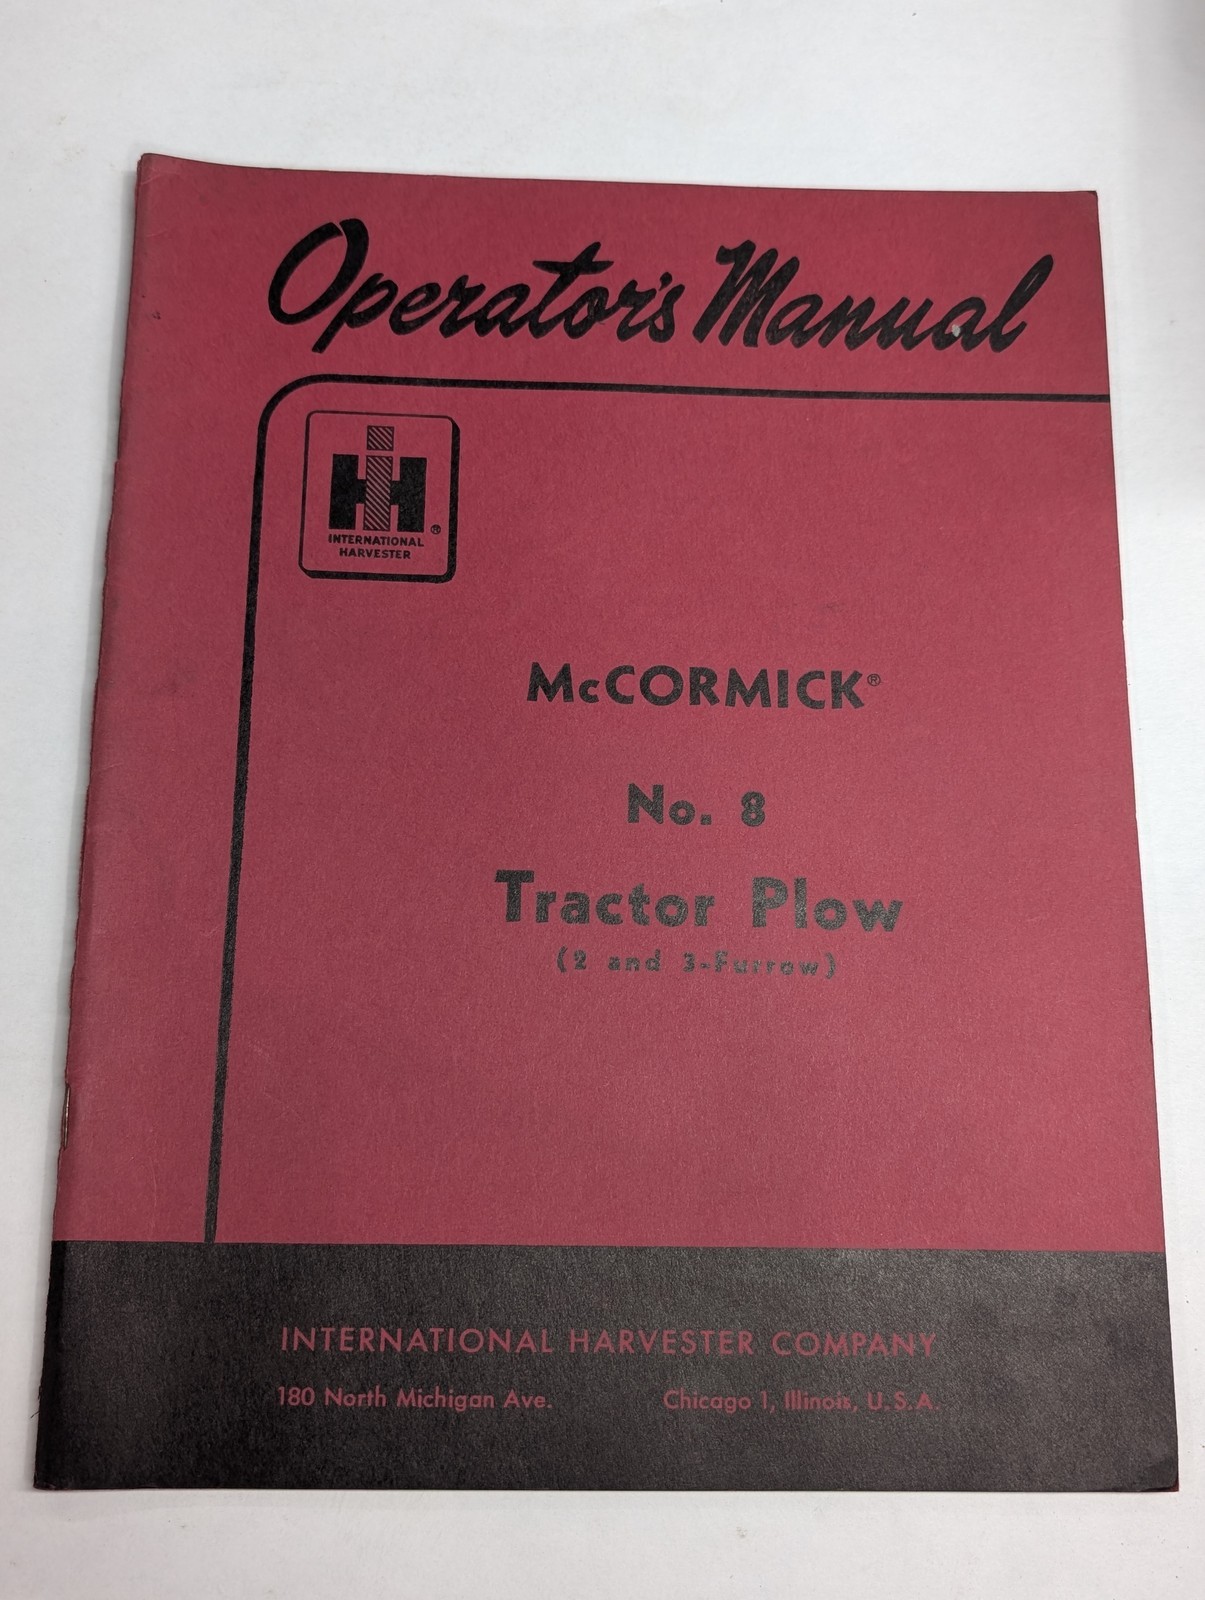 Operator's Manual
IH ®
INTERNATIONAL
HARVESTER
McCORMICK®
No. 8
Tractor Plow
(2 and 3-Furrow)
INTERNATIONAL HARVESTER COMPANY
180 North Michigan Ave. Chicago 1, Illinois, U.S.A.